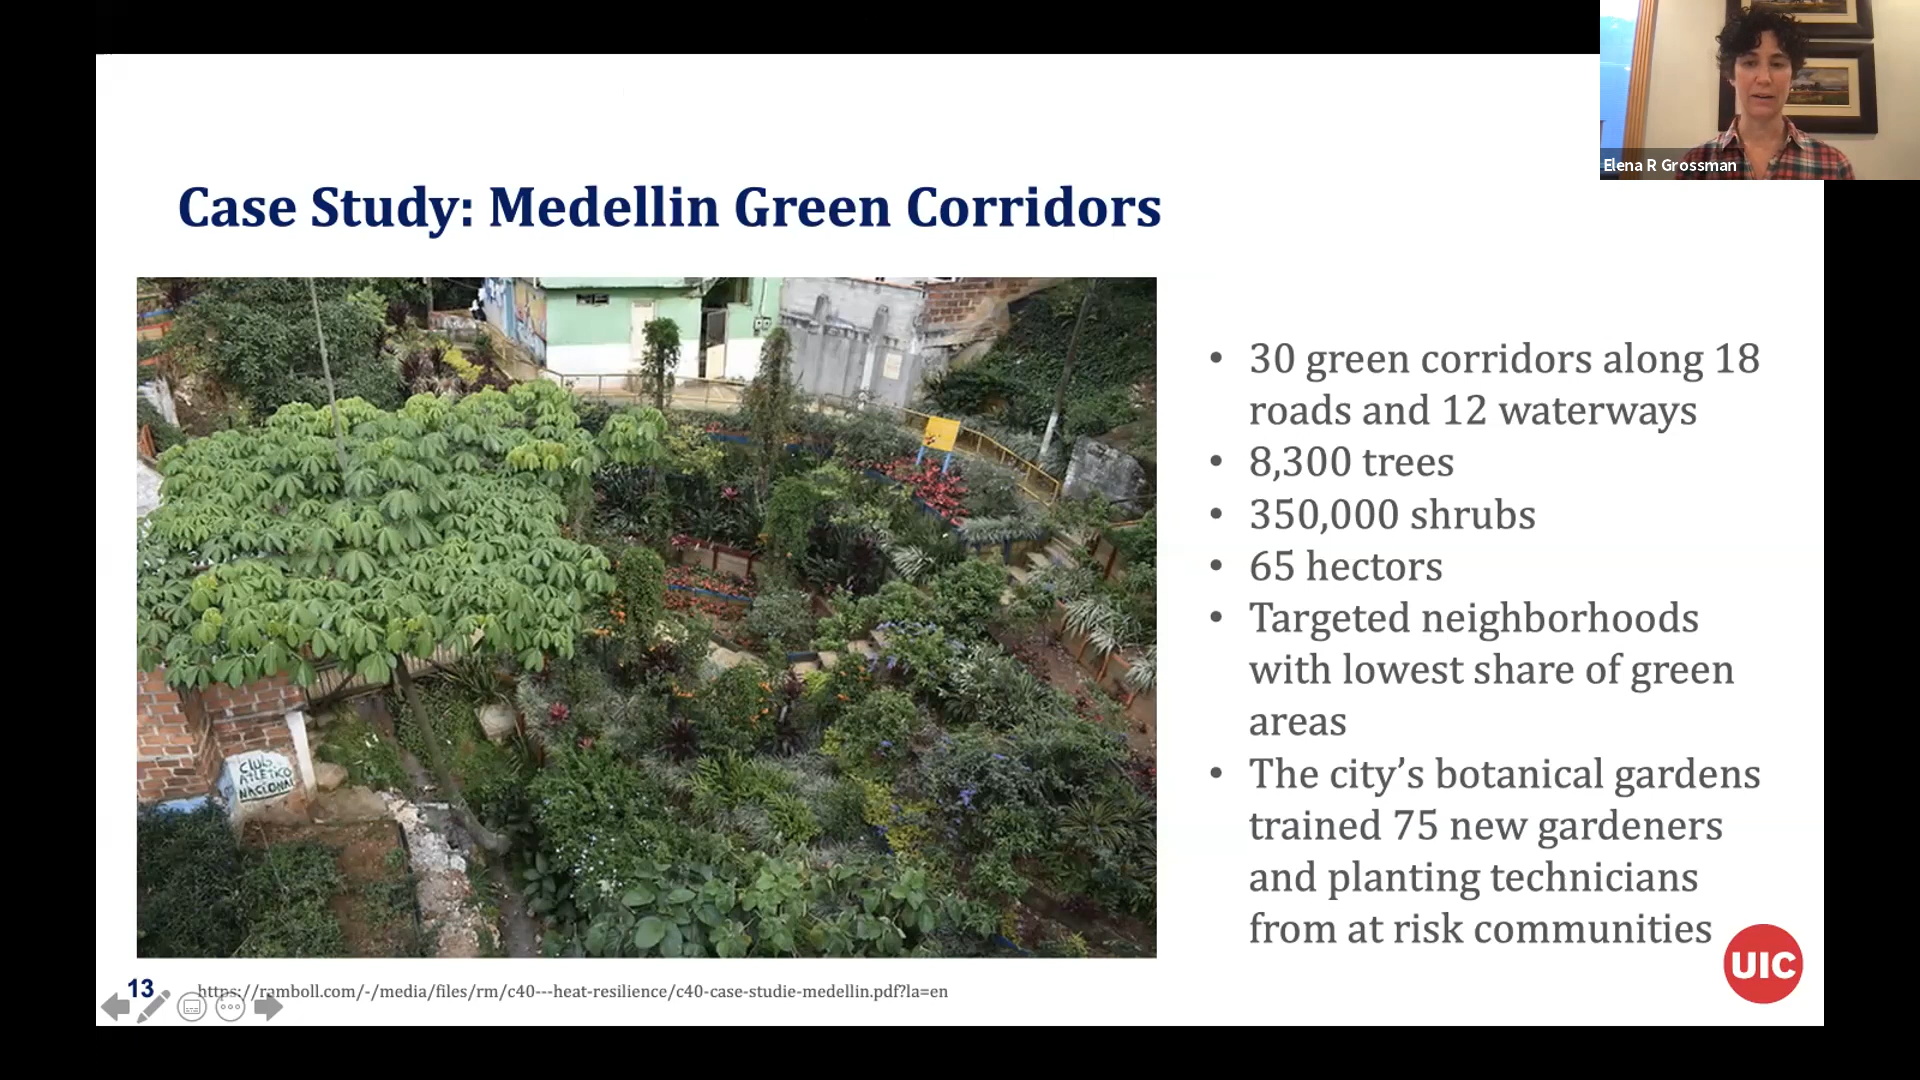 Elena R Grossman
Case Study: Medellin Green Corridors
• 30 green corridors along 18
roads and 12 waterways
• 8,300 trees
• 350,000 shrubs
• 65 hectors
• Targeted neighborhoods
with lowest share of green
areas
• The city’s botanical gardens
trained 75 new gardeners
and planting technicians
from at risk communities
CLUB
ATLETICO
NACIONAL
UIC
13
https://ramboll.com/-/media/files/rm/c40---heat-resilience/c40-case-studie-medellin.pdf?la=en